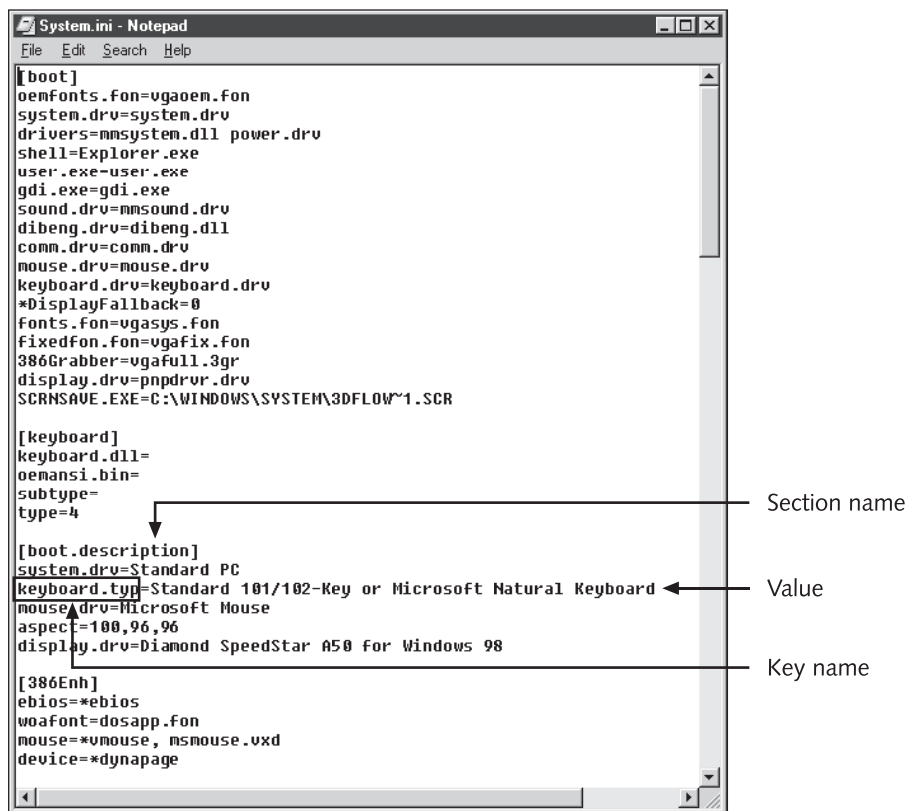 System.ini - Notepad
File Edit Search Help
[boot]
oemfonts.fon=vgaoem.fon
system.drv=system.drv
drivers=mmsystem.dll power.drv
shell=Explorer.exe
user.exe-user.exe
gdi.exe=gdi.exe
sound.drv=mmsound.drv
dibeng.drv=dibeng.dll
comm.drv=comm.drv
mouse.drv=mouse.drv
keyboard.drv=keyboard.drv
*DisplayFallback=0
fonts.fon=vgasys.fon
fixedfon.fon=vgafix.fon
386Grabber=vgafull.3gr
display.drv=pnpdrvr.drv
SCRNSAVE.EXE=C:\WINDOWS\SYSTEM\3DFLOW~1.SCR
[keyboard]
keyboard.dll=
oemansi.bin=
subtype=
type=4
Section name
[boot.description]
system.drv=Standard PC
keyboard.typ=Standard 101/102-Key or Microsoft Natural Keyboard
Value
mouse.drv=Microsoft Mouse
aspect=100,96,96
display.drv=Diamond SpeedStar A50 for Windows 98
Key name
[386Enh]
ebios=*ebios
woafont=dosapp.fon
mouse=*vmouse, msmouse.vxd
device=*dynapage